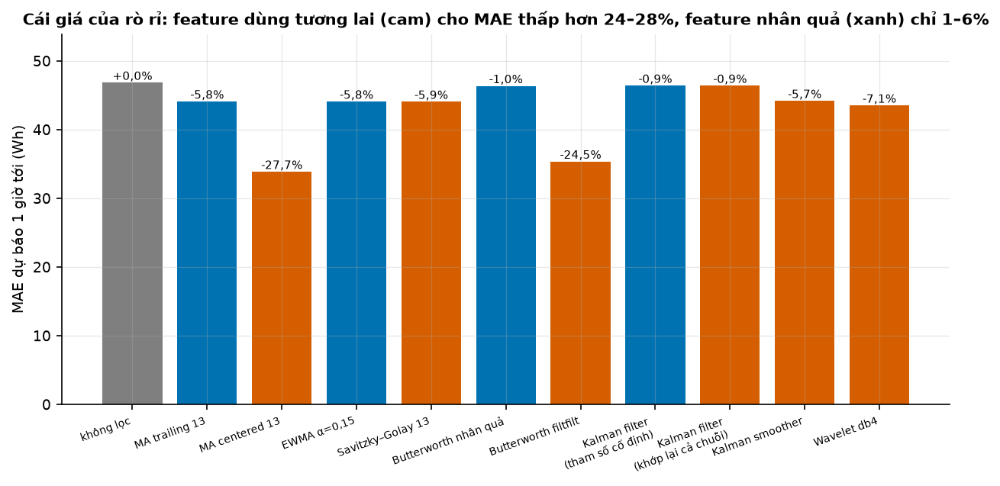 Cái giá của rò rỉ: feature dùng tương lai (cam) cho MAE thấp hơn 24–28%, feature nhân quả (xanh) chỉ 1–6%
MAE dự báo 1 giờ tới (Wh)
50
40
30
20
10
0
+0,0%
-5,8%
-27,7%
-5,8%
-5,9%
-1,0%
-24,5%
-0,9%
-0,9%
-5,7%
-7,1%
không lọc
MA trailing 13
MA centered 13
EWMA α=0,15
Savitzky–Golay 13
Butterworth nhân quả
Butterworth filtfilt
Kalman filter
(tham số cố định)
Kalman filter
(khớp lại cả chuỗi)
Kalman smoother
Wavelet db4